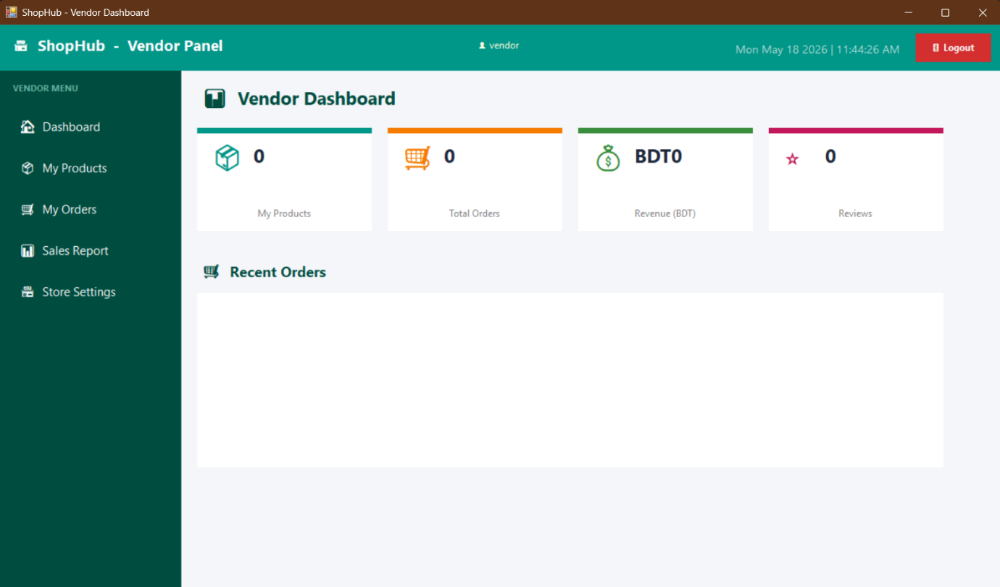 ShopHub - Vendor Dashboard
ShopHub - Vendor Panel
vendor
Mon May 18 2026 | 11:44:26 AM
Logout
VENDOR MENU
Dashboard
My Products
My Orders
Sales Report
Store Settings
Vendor Dashboard
0
My Products
0
Total Orders
BDT0
Revenue (BDT)
0
Reviews
Recent Orders